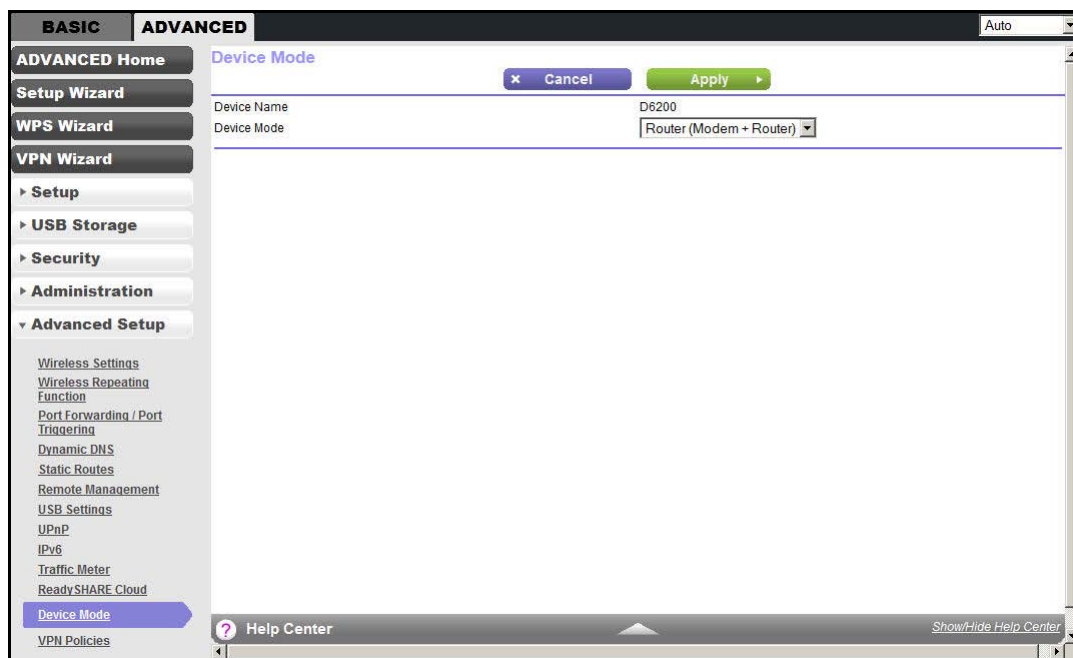 BASIC
ADVANCED
Auto
ADVANCED Home
Setup Wizard
WPS Wizard
VPN Wizard
Setup
USB Storage
Security
Administration
Advanced Setup
Wireless Settings
Wireless Repeating
Function
Port Forwarding / Port
Triggering
Dynamic DNS
Static Routes
Remote Management
USB Settings
UPnP
IPv6
Traffic Meter
ReadySHARE Cloud
Device Mode
VPN Policies
Device Mode
Cancel
Apply
Device Name D6200
Device Mode Router (Modem + Router)
Help Center
Show/Hide Help Center